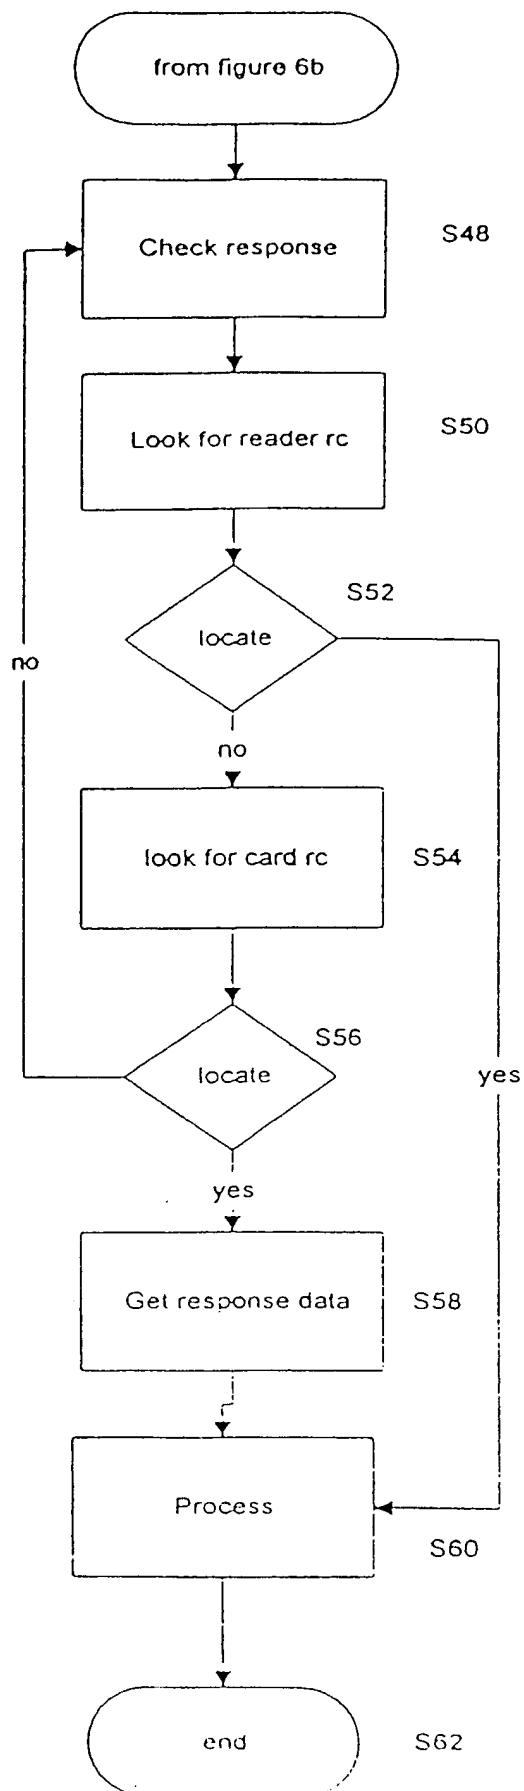 from figure 6b
Check response
S48
Look for reader rc
S50
S52
locate
no
no
look for card rc
S54
S56
locate
yes
yes
Get response data
S58
Process
S60
end
S62